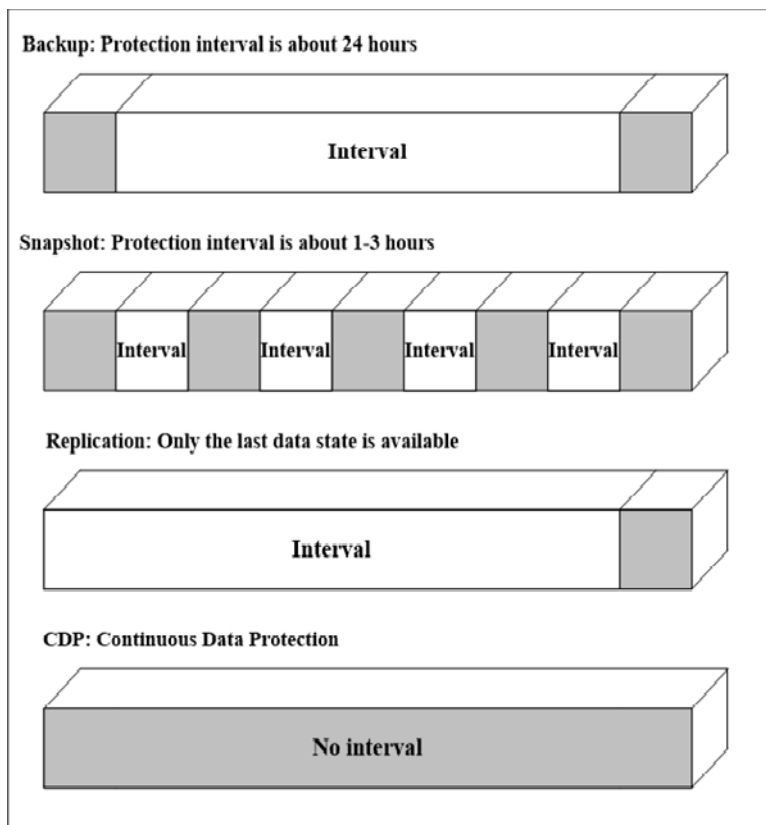 Backup: Protection interval is about 24 hours
Interval
Snapshot: Protection interval is about 1-3 hours
Interval Interval Interval Interval
Replication: Only the last data state is available
Interval
CDP: Continuous Data Protection
No interval